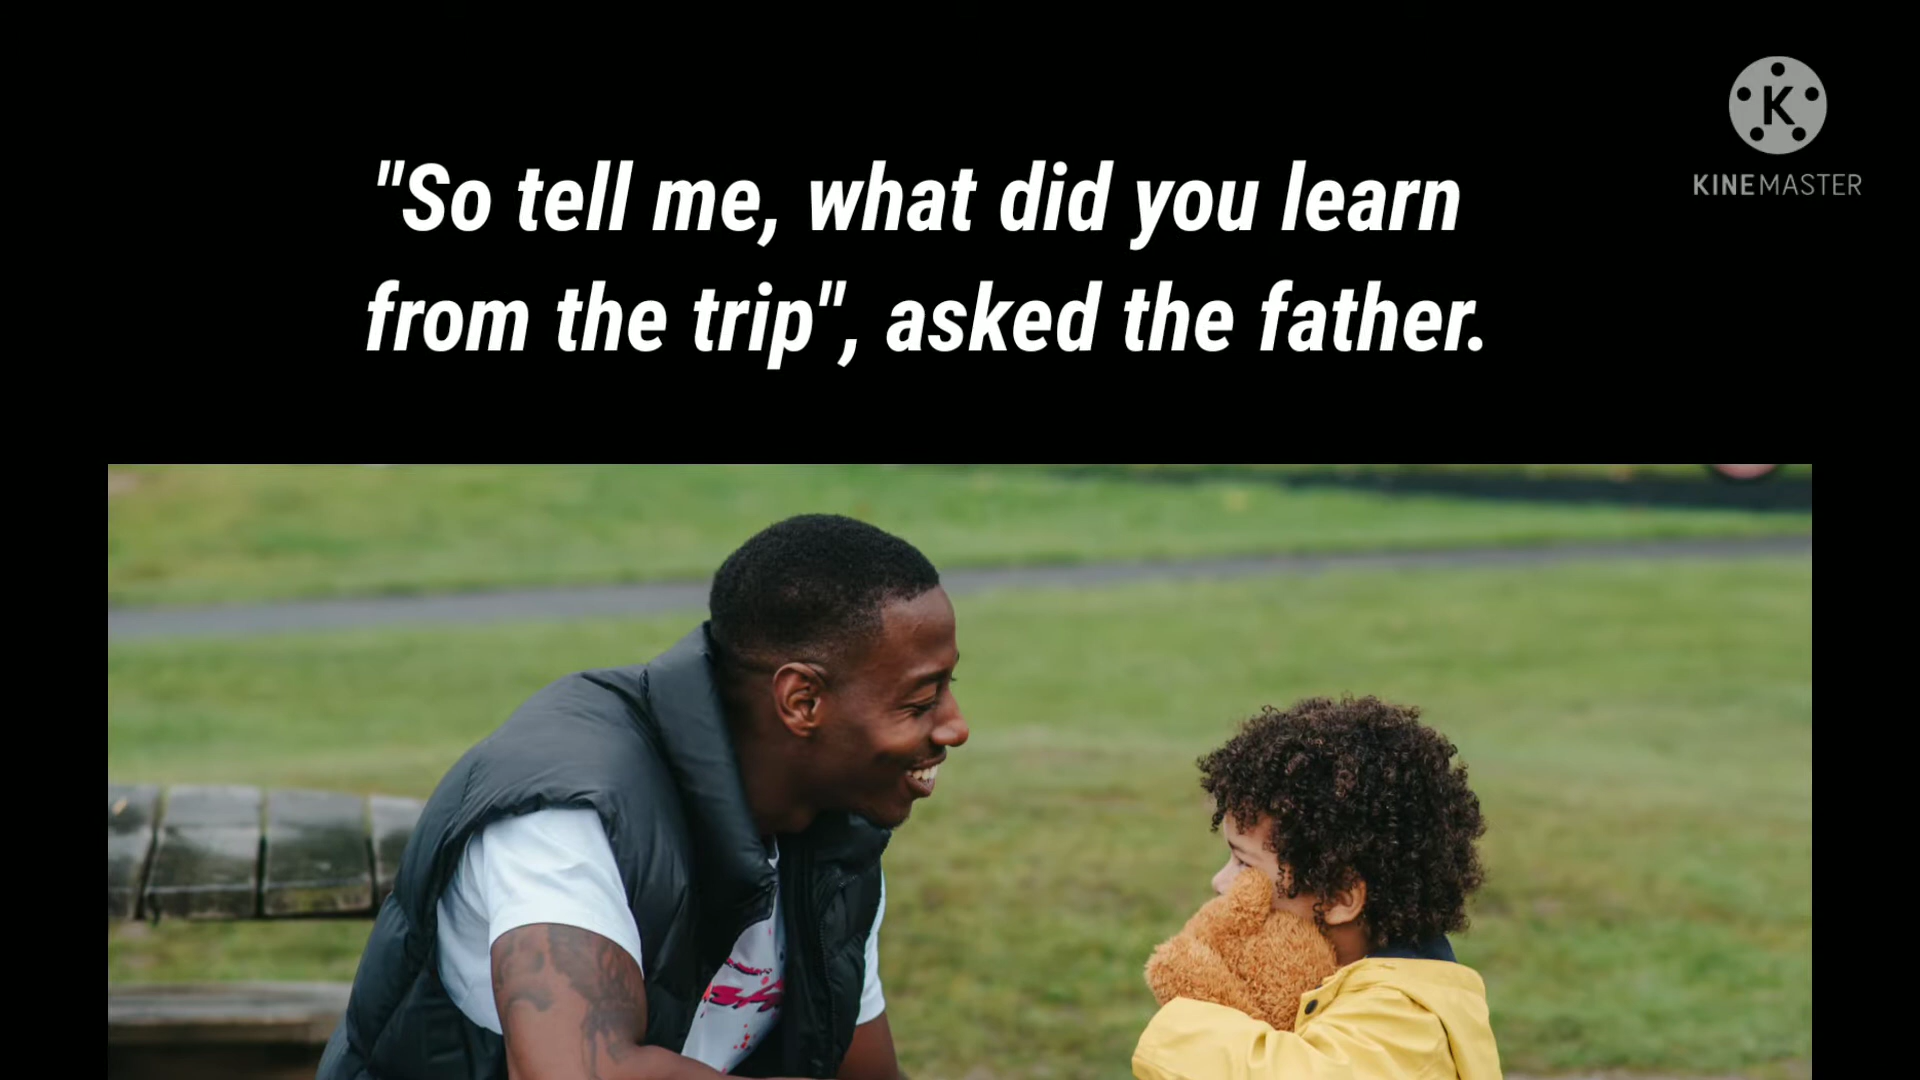 "So tell me, what did you learn
from the trip", asked the father.
K
KINEMASTER